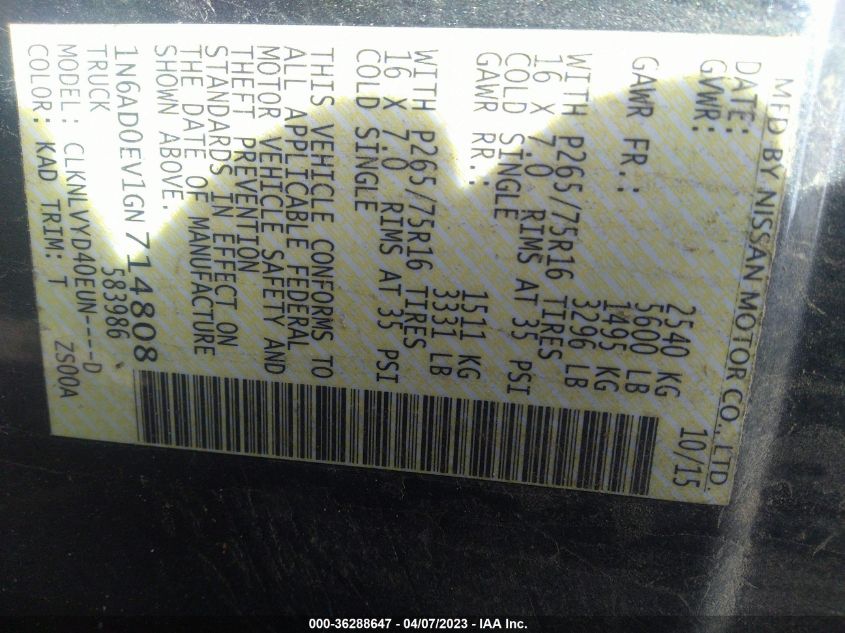 MFD BY NISSAN MOTOR CO., LTD.
DATE: 10/15
GVWR: 2540 KG
5600 LB
GAWR FR.: 1495 KG
3296 LB
WITH P265/75R16 TIRES
16 X 7.0 RIMS AT 35 PSI
COLD SINGLE
GAWR RR.: 1511 KG
3331 LB
WITH P265/75R16 TIRES
16 X 7.0 RIMS AT 35 PSI
COLD SINGLE
THIS VEHICLE CONFORMS TO
ALL APPLICABLE FEDERAL
MOTOR VEHICLE SAFETY AND
THEFT PREVENTION
STANDARDS IN EFFECT ON
THE DATE OF MANUFACTURE
SHOWN ABOVE.
1N6AD0EV1GN714808
TRUCK 583986
MODEL: CLKNLVYD40EUN----D
COLOR: KAD TRIM: T ZS00A
000-36288647 - 04/07/2023 - IAA Inc.